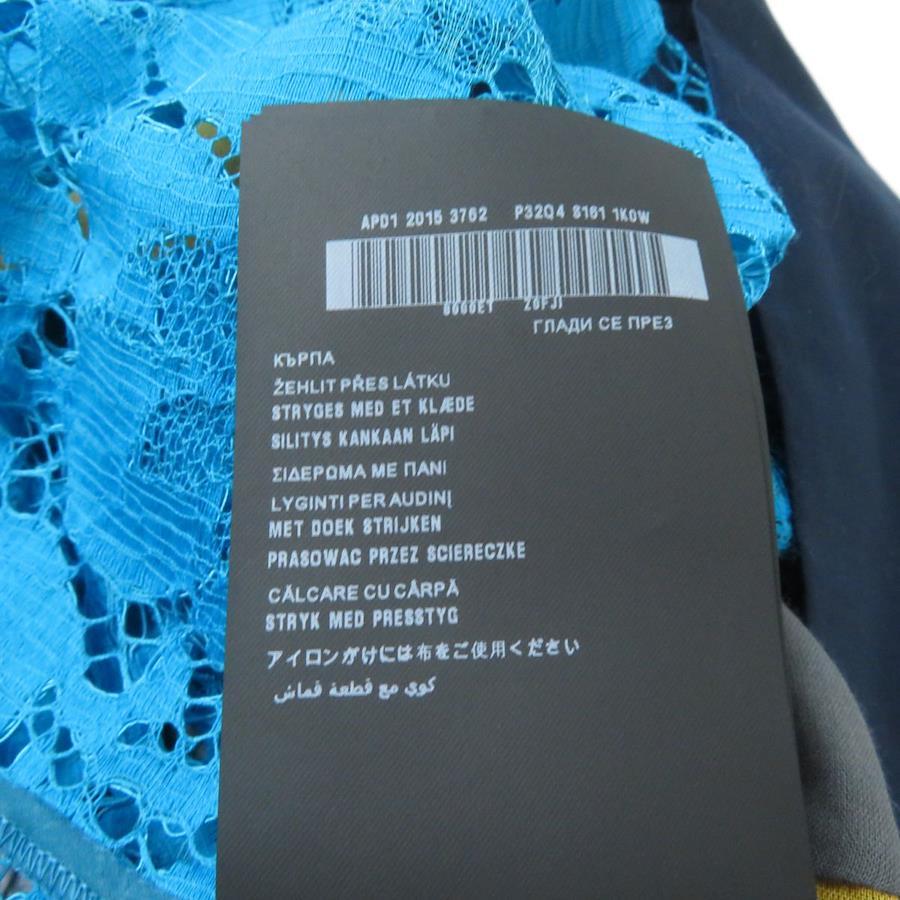 APD1 2015 3762 P32Q4 8161 1K0W
0000E1 Z0FJI
ГЛАДИ СЕ ПРЕЗ
КЪРПА
ŽEHLIT PŘES LÁTKU
STRYGES MED ET KLÆDE
SILITYS KANKAAN LÄPI
ΣΙΔΕΡΩΜΑ ΜΕ ΠΑΝΙ
LYGINTI PER AUDINĮ
MET DOEK STRIJKEN
PRASOWAC PRZEZ SCIERECZKE
CĂLCARE CU CÂRPĂ
STRYK MED PRESSTYG
アイロンがけには布をご使用ください
كوي مع قطعة قماش